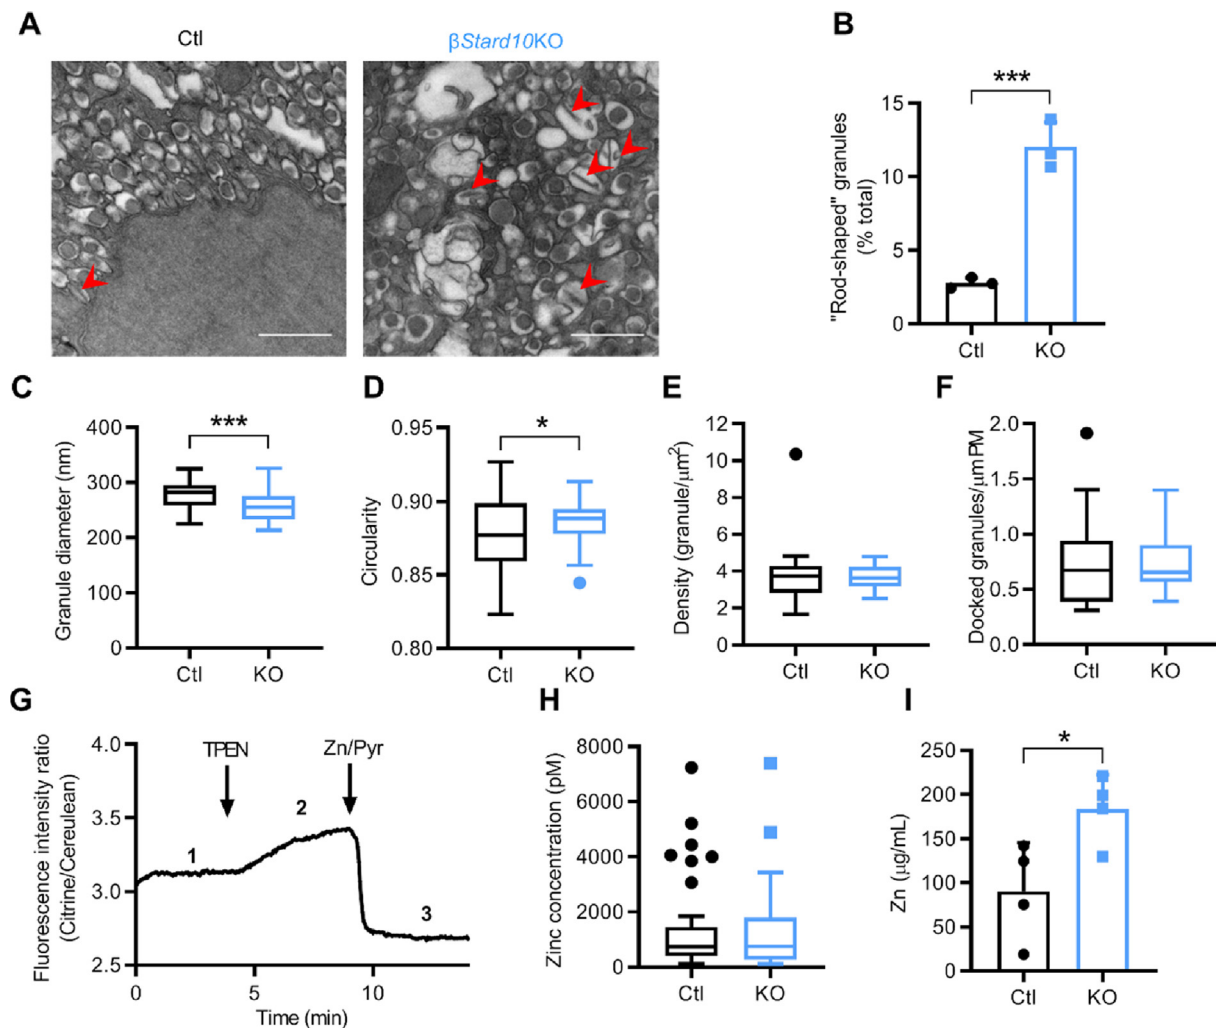 A
Ctl
βStard10KO
B
***
"Rod-shaped" granules
(% total)
15
10
5
0
Ctl
KO
C
***
Granule diameter (nm)
400
300
200
100
0
Ctl
KO
D
*
Circularity
0.95
0.90
0.85
0.80
Ctl
KO
E
Density (granule/μm²)
12
10
8
6
4
2
0
Ctl
KO
F
Docked granules/μm PM
2.0
1.5
1.0
0.5
0.0
Ctl
KO
G
Fluorescence intensity ratio
(Citrine/Cereulean)
4.0
3.5
3.0
2.5
TPEN
Zn/Pyr
1
2
3
0
5
10
Time (min)
H
Zinc concentration (pM)
8000
6000
4000
2000
0
Ctl
KO
I
*
Zn (μg/mL)
250
200
150
100
50
0
Ctl
KO